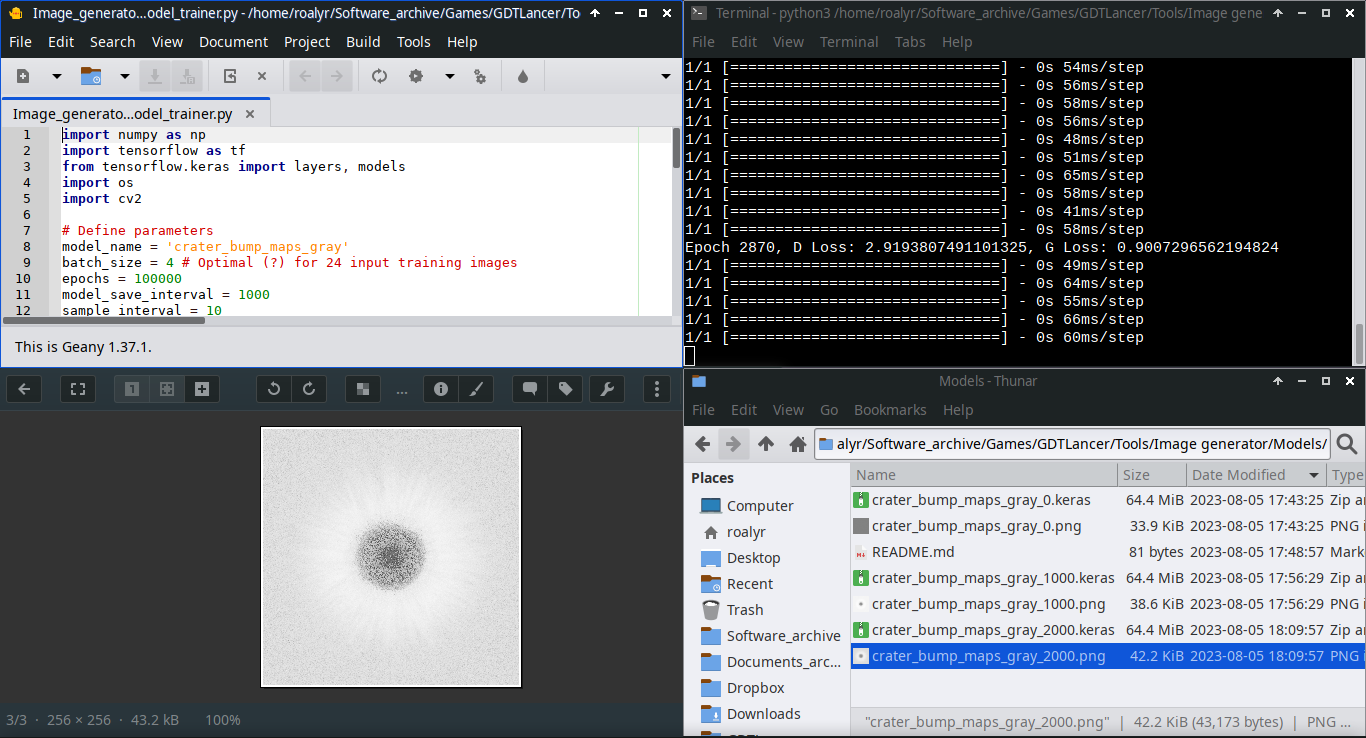 Image_generato...odel_trainer.py - /home/roalyr/Software_archive/Games/GDTLancer/To
File Edit Search View Document Project Build Tools Help
Image_generato...odel_trainer.py
1 import numpy as np
2 import tensorflow as tf
3 from tensorflow.keras import layers, models
4 import os
5 import cv2
6
7 # Define parameters
8 model_name = 'crater_bump_maps_gray'
9 batch_size = 4 # Optimal (?) for 24 input training images
10 epochs = 100000
11 model_save_interval = 1000
12 sample_interval = 10
This is Geany 1.37.1.
1 ...
3/3 · 256 × 256 · 43.2 kB 100%
Terminal - python3 /home/roalyr/Software_archive/Games/GDTLancer/Tools/Image gene
File Edit View Terminal Tabs Help
1/1 [==============================] - 0s 54ms/step
1/1 [==============================] - 0s 56ms/step
1/1 [==============================] - 0s 58ms/step
1/1 [==============================] - 0s 56ms/step
1/1 [==============================] - 0s 48ms/step
1/1 [==============================] - 0s 51ms/step
1/1 [==============================] - 0s 65ms/step
1/1 [==============================] - 0s 58ms/step
1/1 [==============================] - 0s 41ms/step
1/1 [==============================] - 0s 58ms/step
Epoch 2870, D Loss: 2.9193807491101325, G Loss: 0.9007296562194824
1/1 [==============================] - 0s 49ms/step
1/1 [==============================] - 0s 64ms/step
1/1 [==============================] - 0s 55ms/step
1/1 [==============================] - 0s 66ms/step
1/1 [==============================] - 0s 60ms/step
Models - Thunar
File Edit View Go Bookmarks Help
alyr/Software_archive/Games/GDTLancer/Tools/Image generator/Models/
Places
Computer
roalyr
Desktop
Recent
Trash
Software_archive
Documents_arc...
Dropbox
Downloads
Name Size Date Modified Type
crater_bump_maps_gray_0.keras 64.4 MiB 2023-08-05 17:43:25 Zip ar
crater_bump_maps_gray_0.png 33.9 KiB 2023-08-05 17:43:25 PNG i
README.md 81 bytes 2023-08-05 17:48:57 Mark
crater_bump_maps_gray_1000.keras 64.4 MiB 2023-08-05 17:56:29 Zip ar
crater_bump_maps_gray_1000.png 38.6 KiB 2023-08-05 17:56:29 PNG i
crater_bump_maps_gray_2000.keras 64.4 MiB 2023-08-05 18:09:57 Zip ar
crater_bump_maps_gray_2000.png 42.2 KiB 2023-08-05 18:09:57 PNG i
"crater_bump_maps_gray_2000.png" | 42.2 KiB (43,173 bytes) | PNG ...